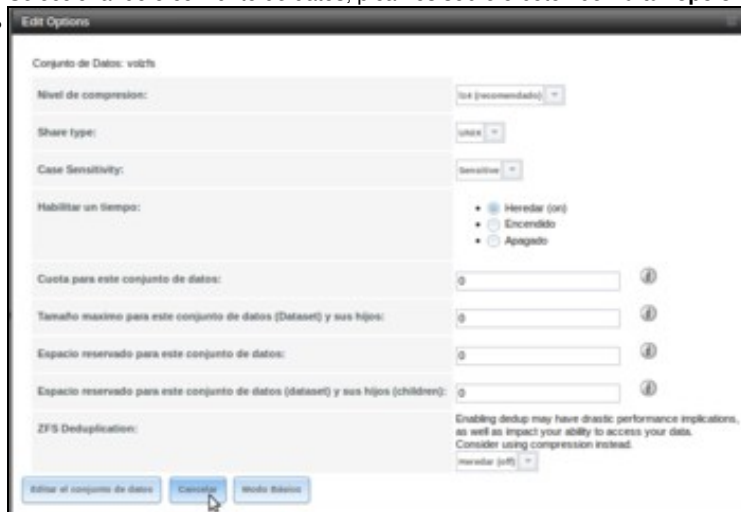 Edit Options
Conjunto de Datos: volzfs
Nivel de compresion:
lz4 (recomendado)
Share type:
UNIX
Case Sensitivity:
Sensitive
Habilitar un tiempo:
Heredar (on)
Encendido
Apagado
Cuota para este conjunto de datos:
0
Tamaño maximo para este conjunto de datos (Dataset) y sus hijos:
0
Espacio reservado para este conjunto de datos:
0
Espacio reservado para este conjunto de datos (dataset) y sus hijos (children):
0
ZFS Deduplication:
Enabling dedup may have drastic performance implications,
as well as impact your ability to access your data.
Consider using compression instead.
Heredar (off)
Editar el conjunto de datos
Cancelar
Modo Básico